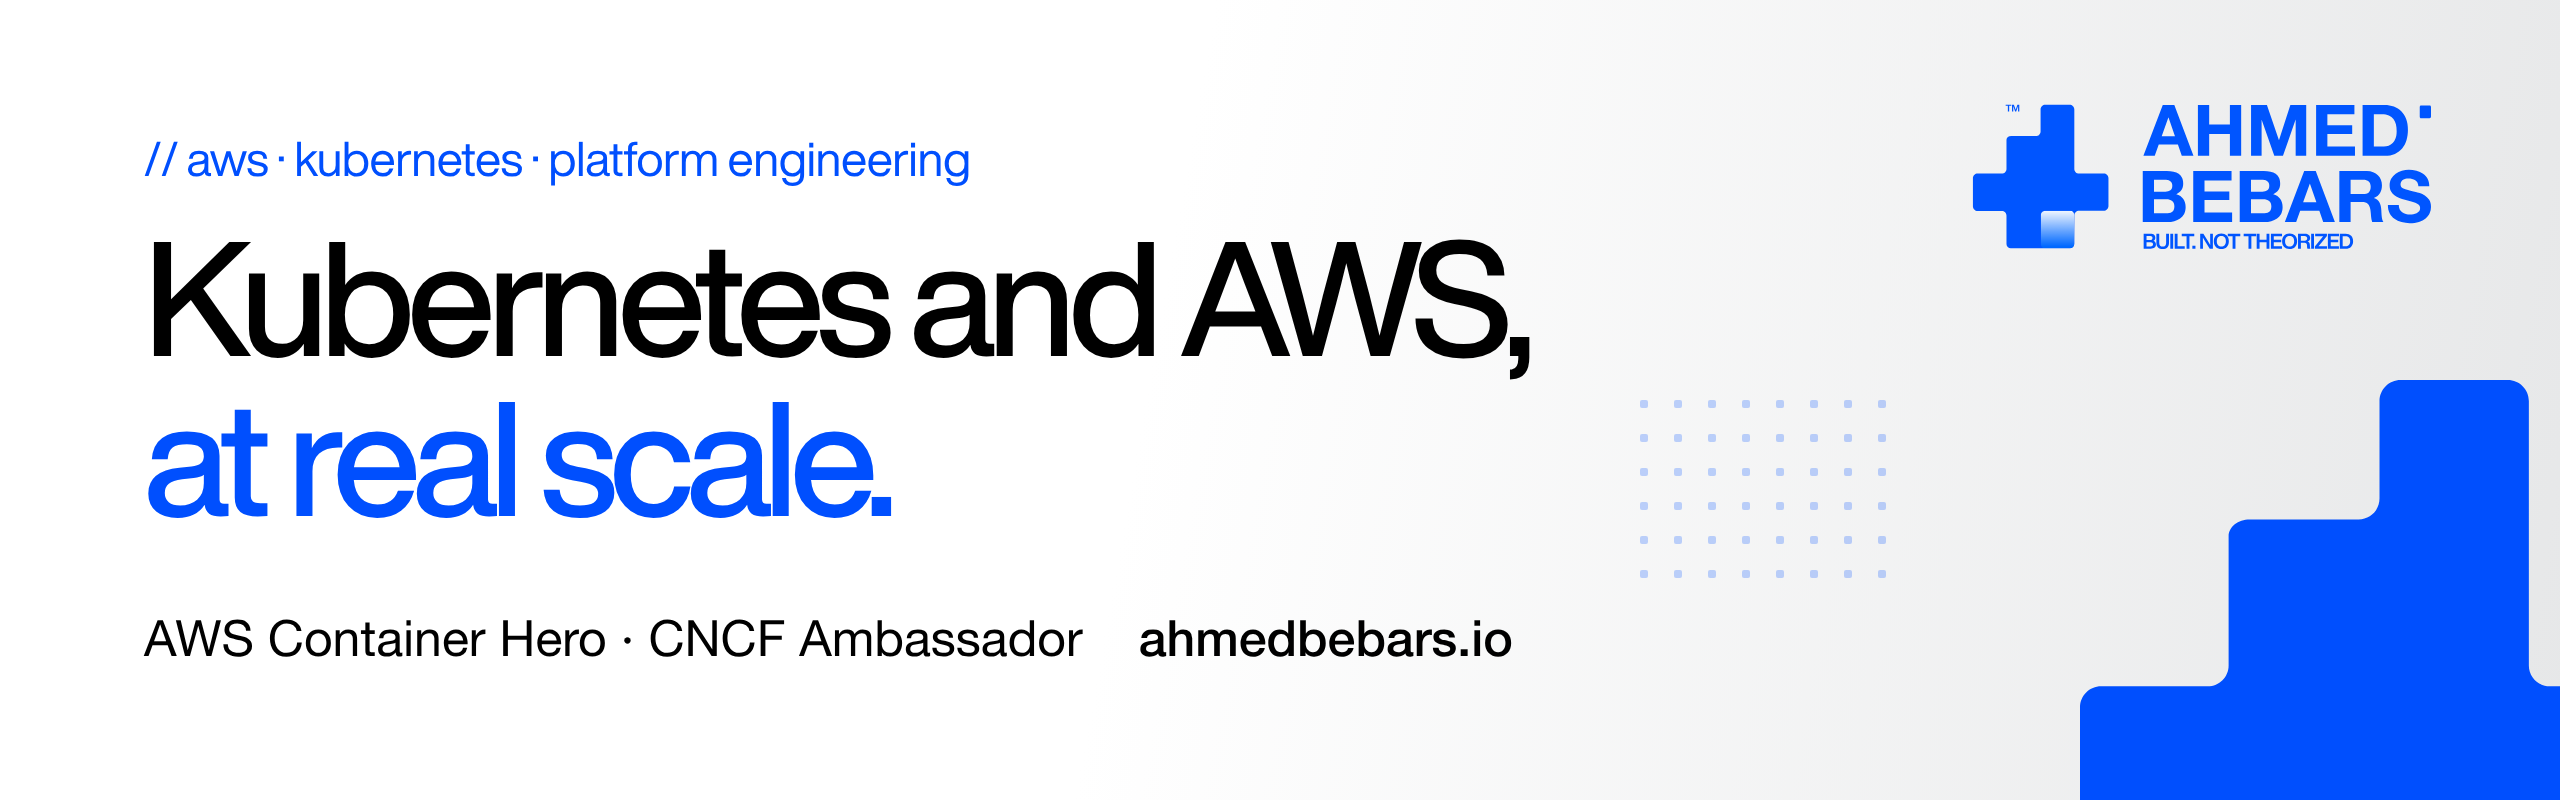 // aws · kubernetes · platform engineering
Kubernetes and AWS,
at real scale.
AWS Container Hero · CNCF Ambassador ahmedbebars.io
™
AHMED
BEBARS
BUILT. NOT THEORIZED